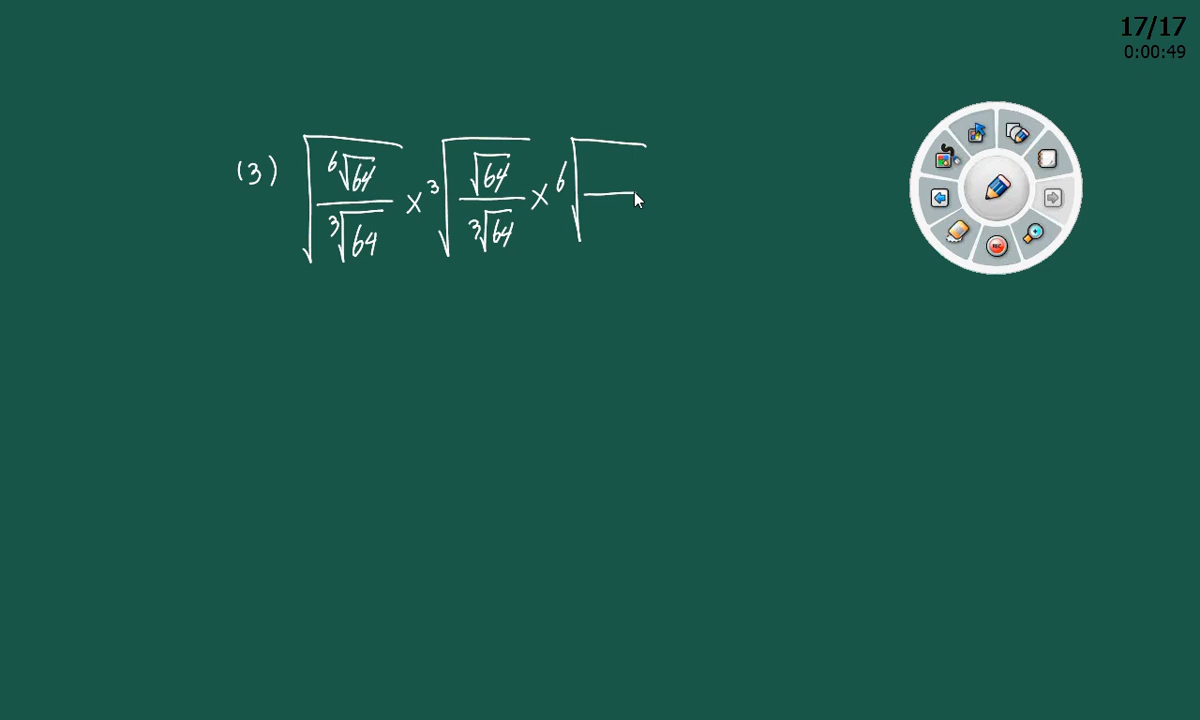 17/17
0:00:49
(3) √(⁶√64 / ³√64) × ³√(√64 / ³√64) × ⁶√